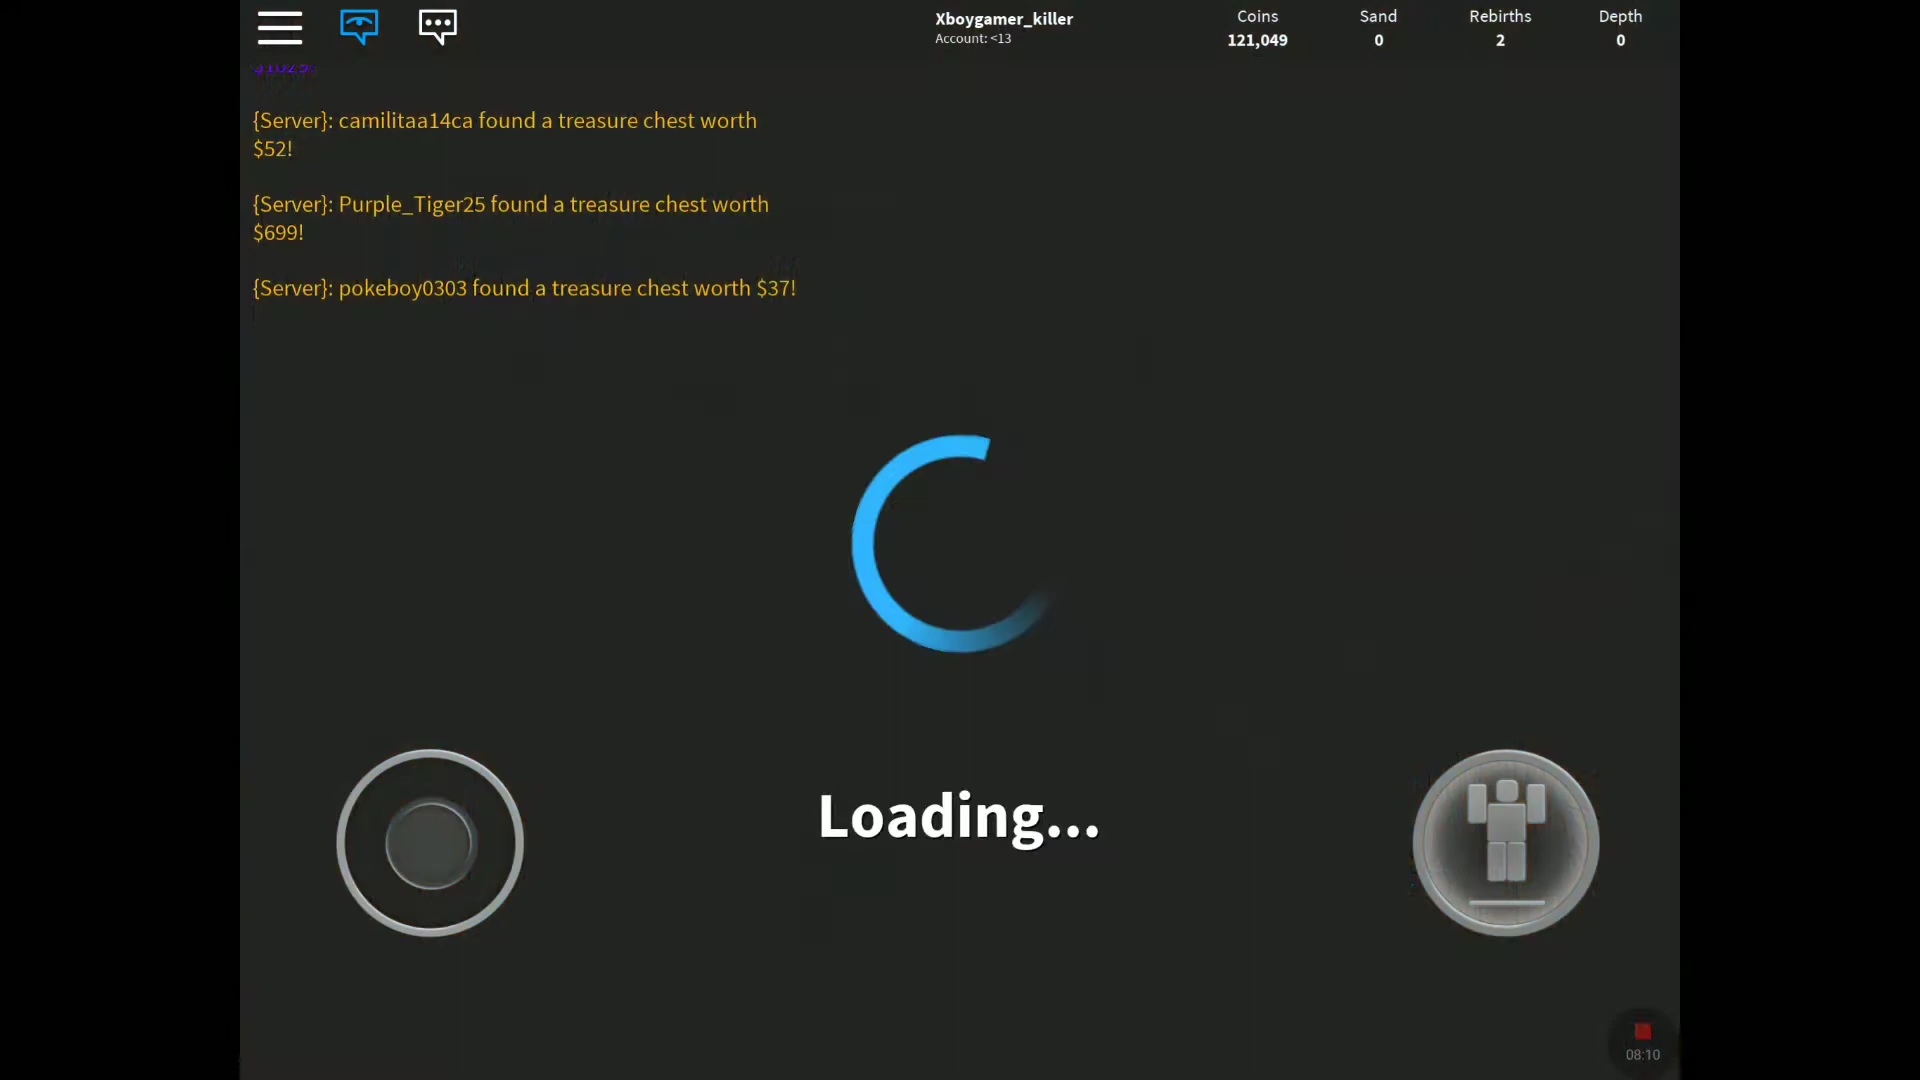 Xboygamer_killer
Account: <13
Coins
121,049
Sand
0
Rebirths
2
Depth
0
{Server}: camilitaa14ca found a treasure chest worth
$52!
{Server}: Purple_Tiger25 found a treasure chest worth
$699!
{Server}: pokeboy0303 found a treasure chest worth $37!
Loading...
08:10